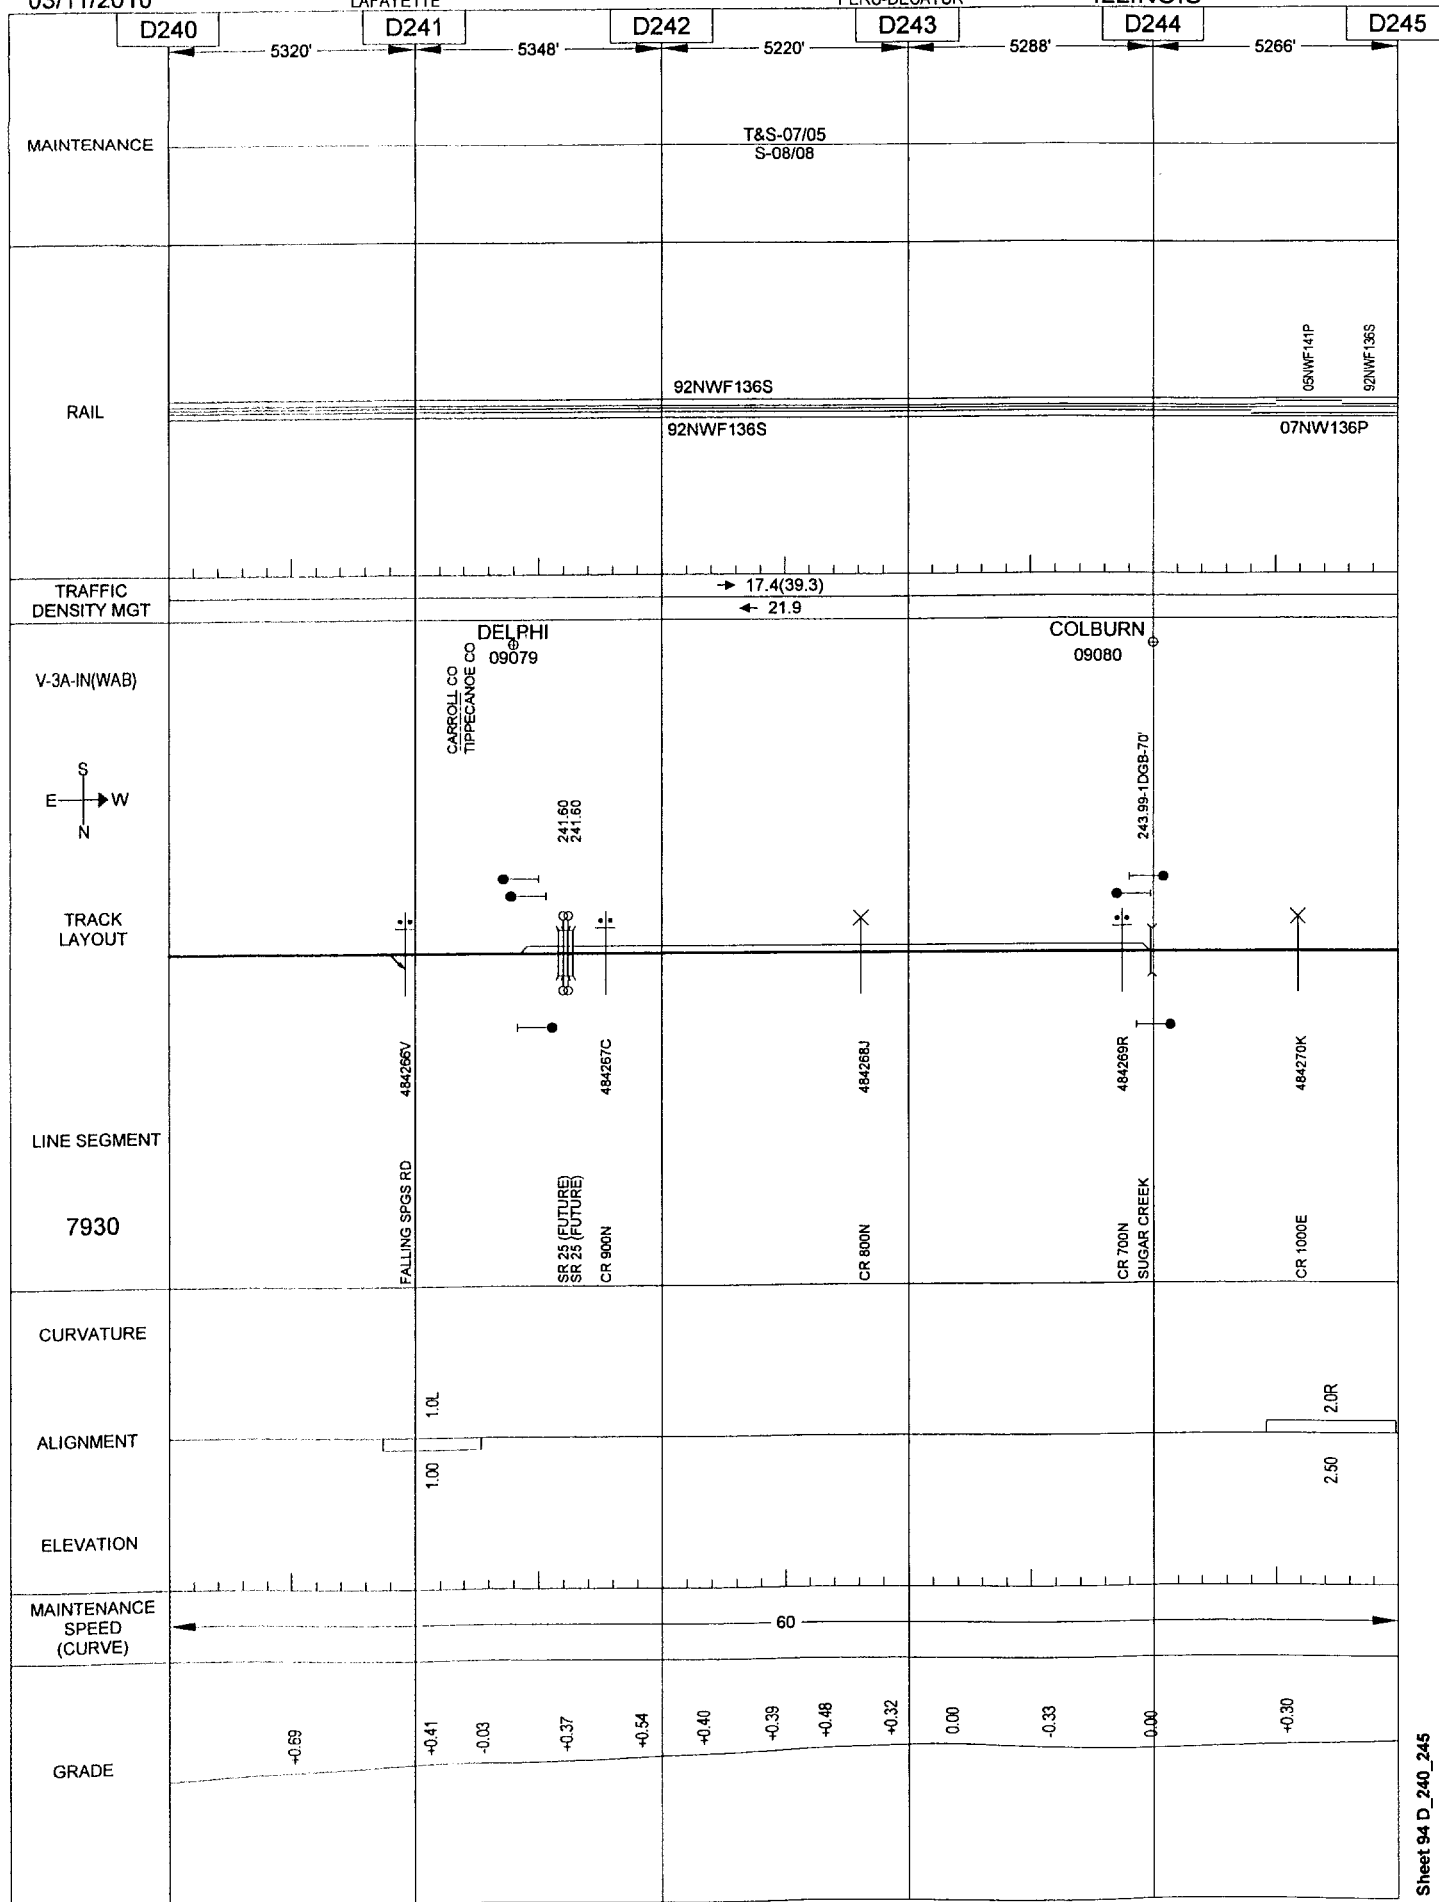 03/11/2010
LAFAYETTE
PERU-DECATUR
ILLINOIS
D240
D241
D242
D243
D244
D245
5320'
5348'
5220'
5288'
5266'
MAINTENANCE
T&S-07/05
S-08/08
RAIL
92NWF136S
92NWF136S
05NWF141P
92NWF136S
07NW136P
TRAFFIC
DENSITY MGT
17.4(39.3)
21.9
V-3A-IN(WAB)
CARROLL CO
TIPPECANOE CO
DELPHI
09079
COLBURN
09080
S
E
W
N
241.60
241.60
243.99-1DGB-70'
TRACK
LAYOUT
484266V
484267C
484268J
484269R
484270K
LINE SEGMENT
7930
FALLING SPGS RD
SR 25 (FUTURE)
SR 25 (FUTURE)
CR 900N
CR 800N
CR 700N
SUGAR CREEK
CR 1000E
CURVATURE
ALIGNMENT
1.0L
1.00
2.0R
2.50
ELEVATION
MAINTENANCE
SPEED
(CURVE)
60
GRADE
+0.69
+0.41
-0.03
+0.37
+0.54
+0.40
+0.39
+0.48
+0.32
0.00
-0.33
0.00
+0.30
Sheet 94 D_240_245